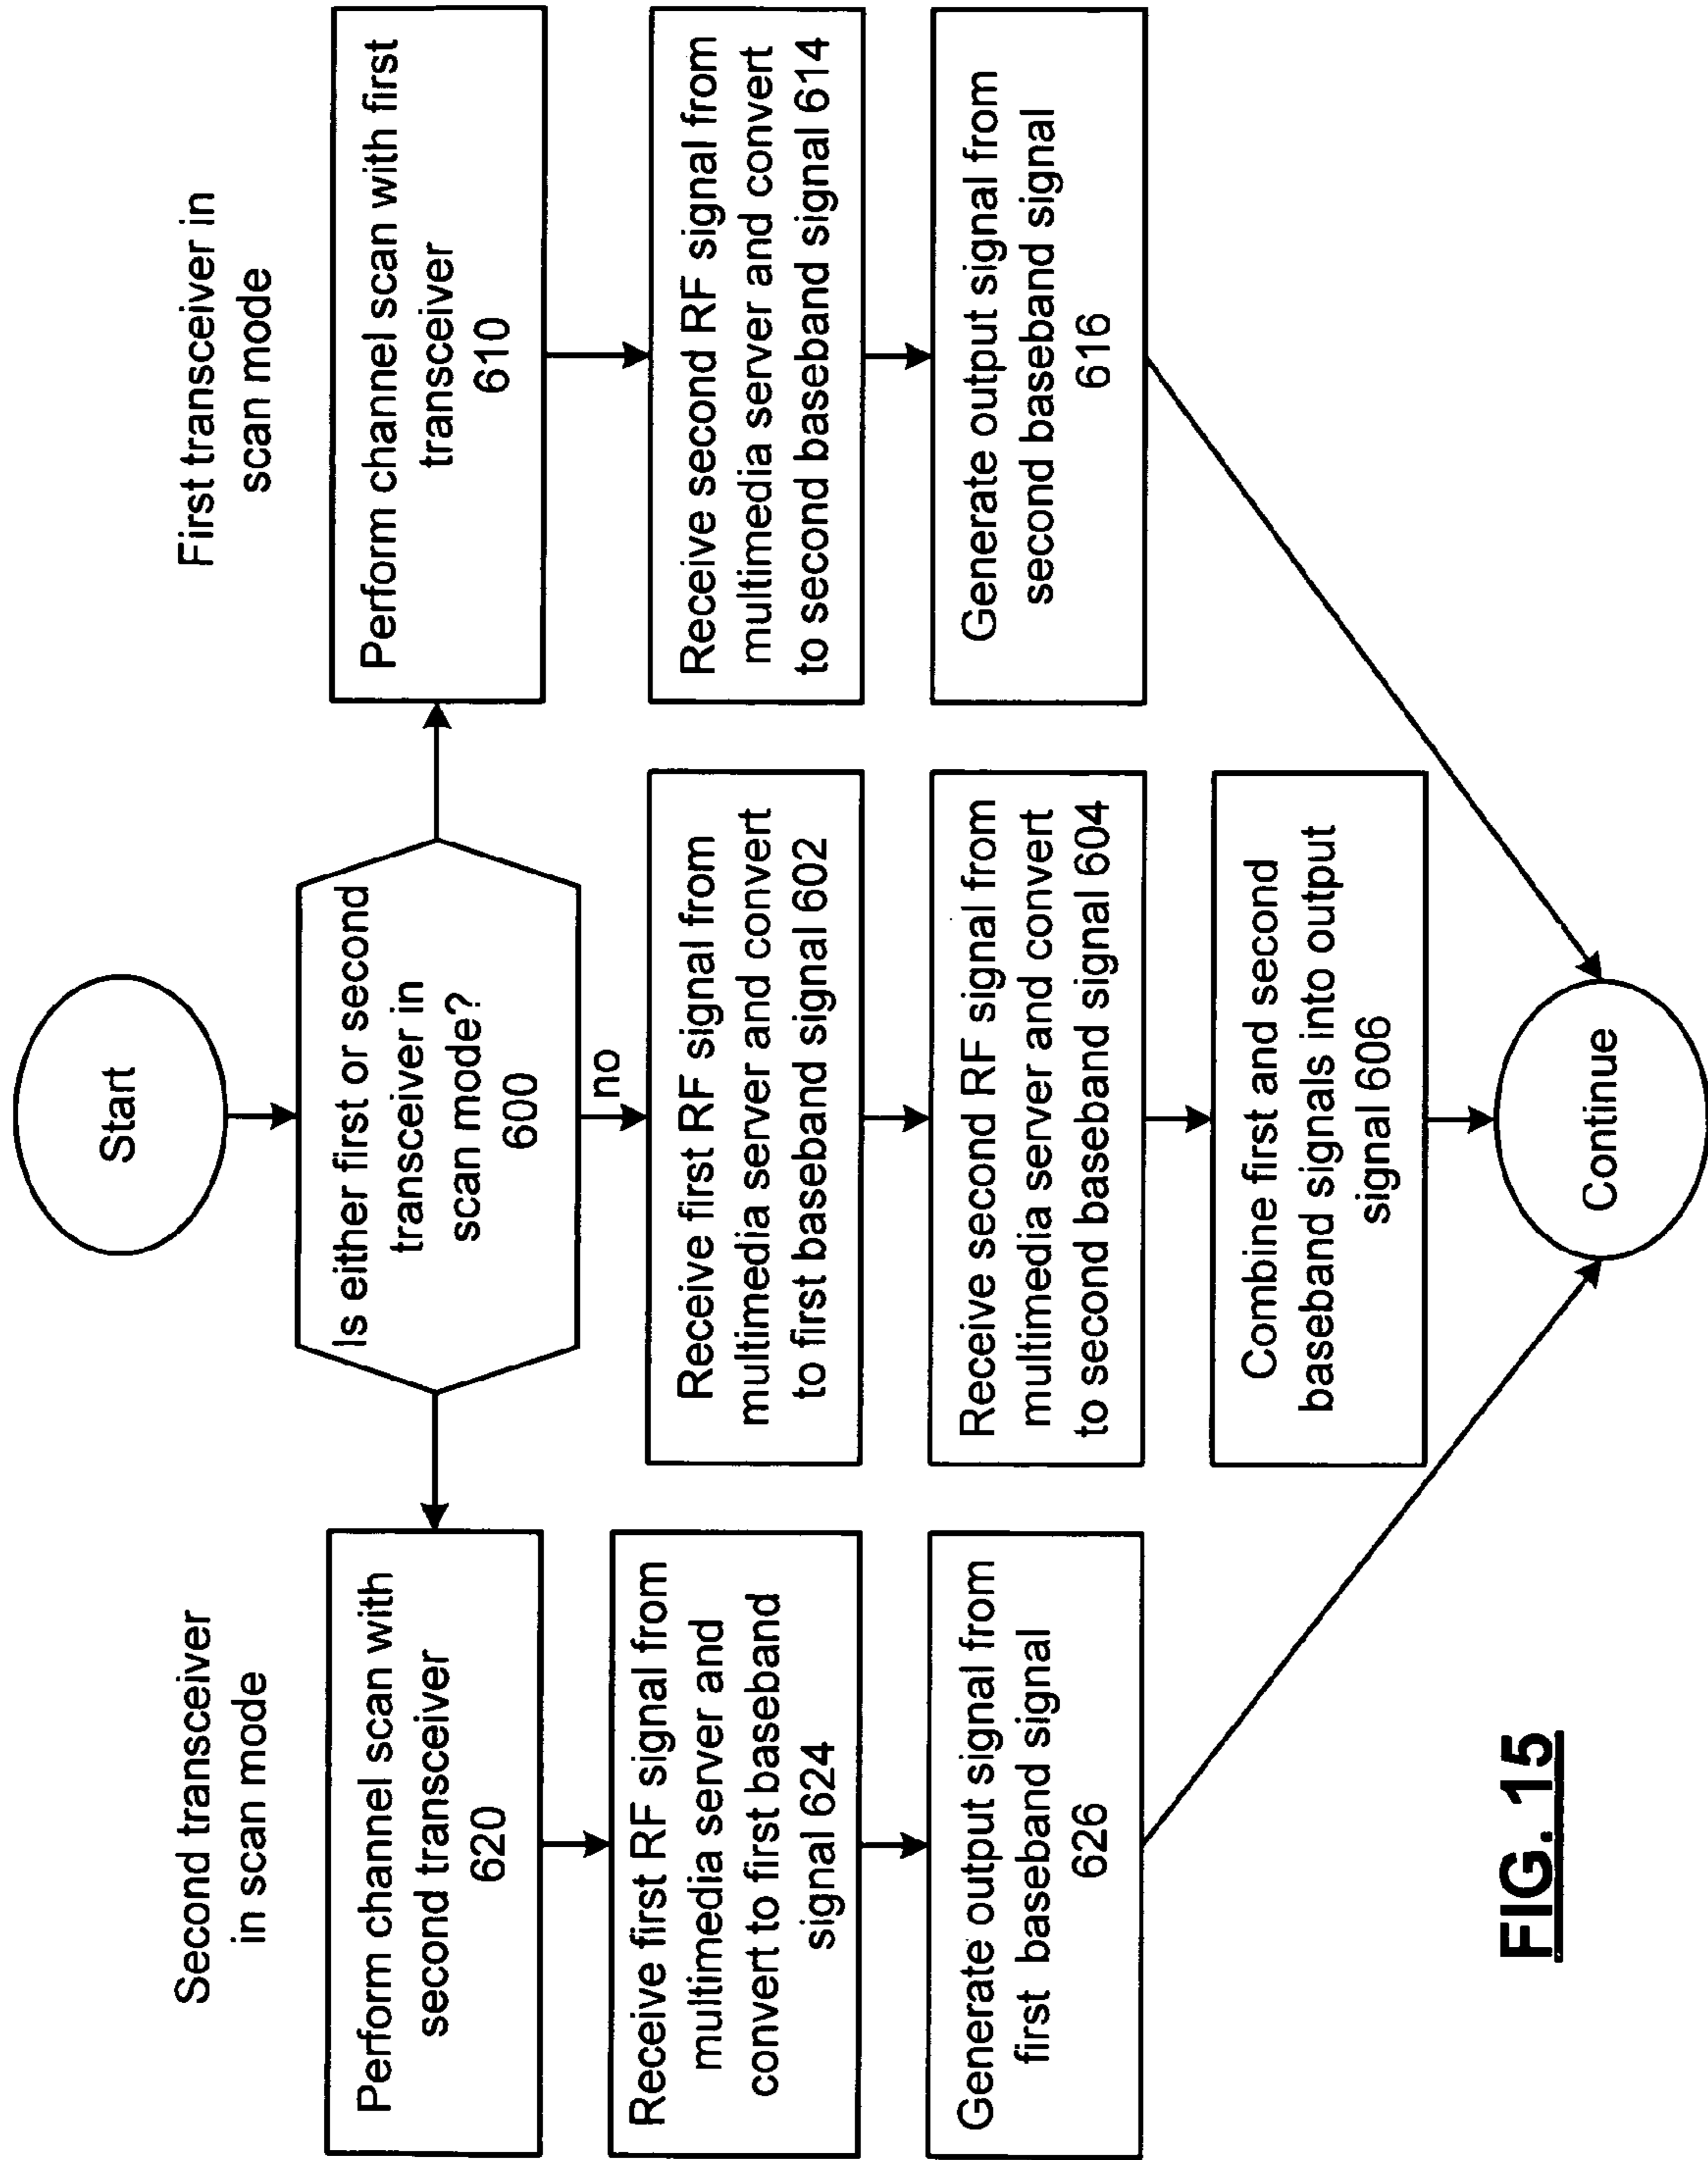 Start
Is either first or second
transceiver in
scan mode?
600
no
Second transceiver
in scan mode
Perform channel scan with
second transceiver
620
Receive first RF signal from
multimedia server and
convert to first baseband
signal 624
Generate output signal from
first baseband signal
626
Receive first RF signal from
multimedia server and convert
to first baseband signal 602
Receive second RF signal from
multimedia server and convert
to second baseband signal 604
Combine first and second
baseband signals into output
signal 606
First transceiver in
scan mode
Perform channel scan with first
transceiver
610
Receive second RF signal from
multimedia server and convert
to second baseband signal 614
Generate output signal from
second baseband signal
616
Continue
FIG. 15